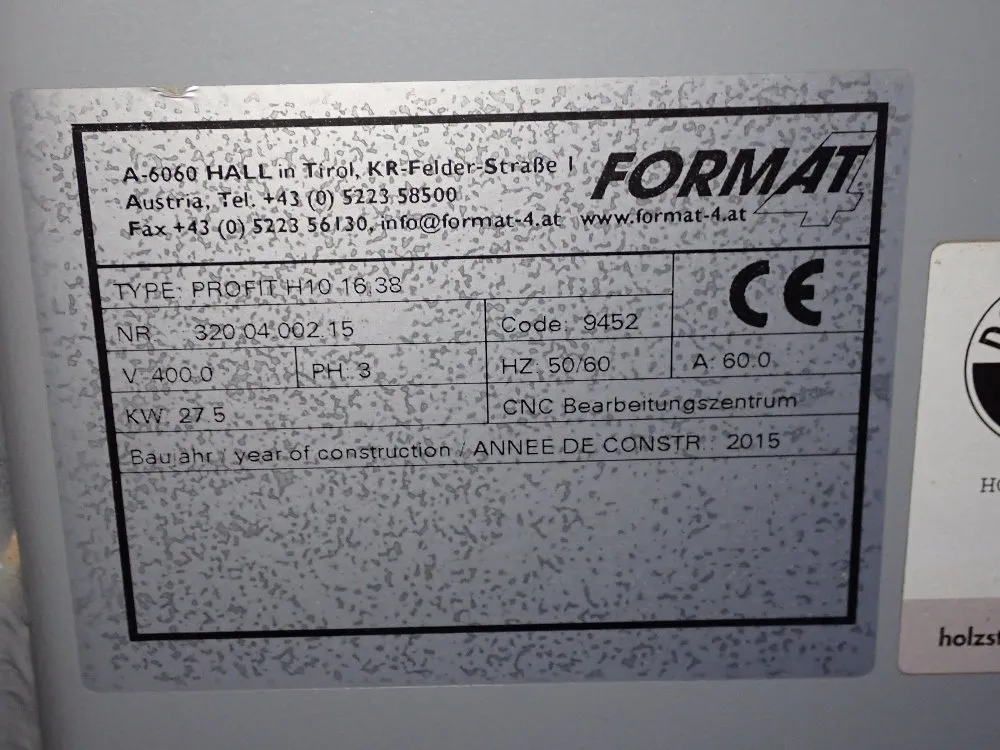 A-6060 HALL in Tirol, KR-Felder-Straße 1
Austria, Tel. +43 (0) 5223 58500
Fax +43 (0) 5223 56130, info@format-4.at www.format-4.at
FORMAT
TYPE: PROFIT H10 16.38
CE
NR. 320.04.002.15
Code: 9452
V: 400.0
PH: 3
HZ: 50/60
A: 60.0
KW: 27.5
CNC Bearbeitungszentrum
Baujahr / year of construction / ANNEE DE CONSTR.: 2015